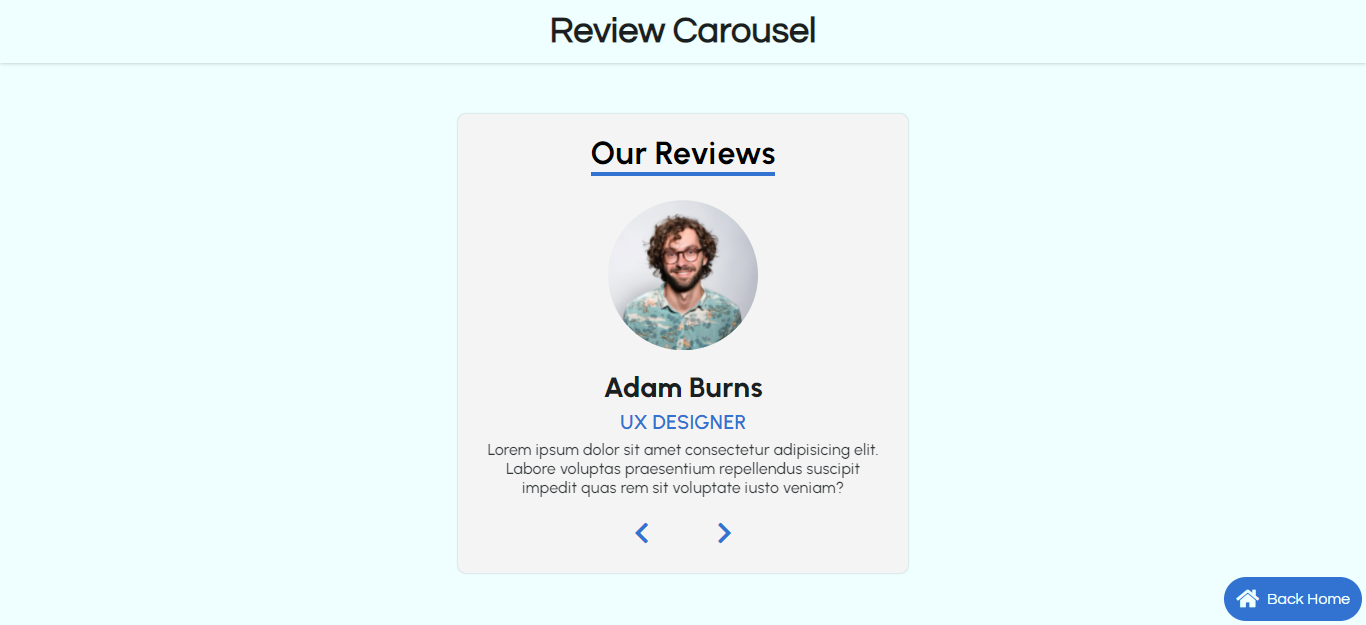 Review Carousel
Our Reviews
Adam Burns
UX DESIGNER
Lorem ipsum dolor sit amet consectetur adipisicing elit.
Labore voluptas praesentium repellendus suscipit
impedit quas rem sit voluptate iusto veniam?
Back Home